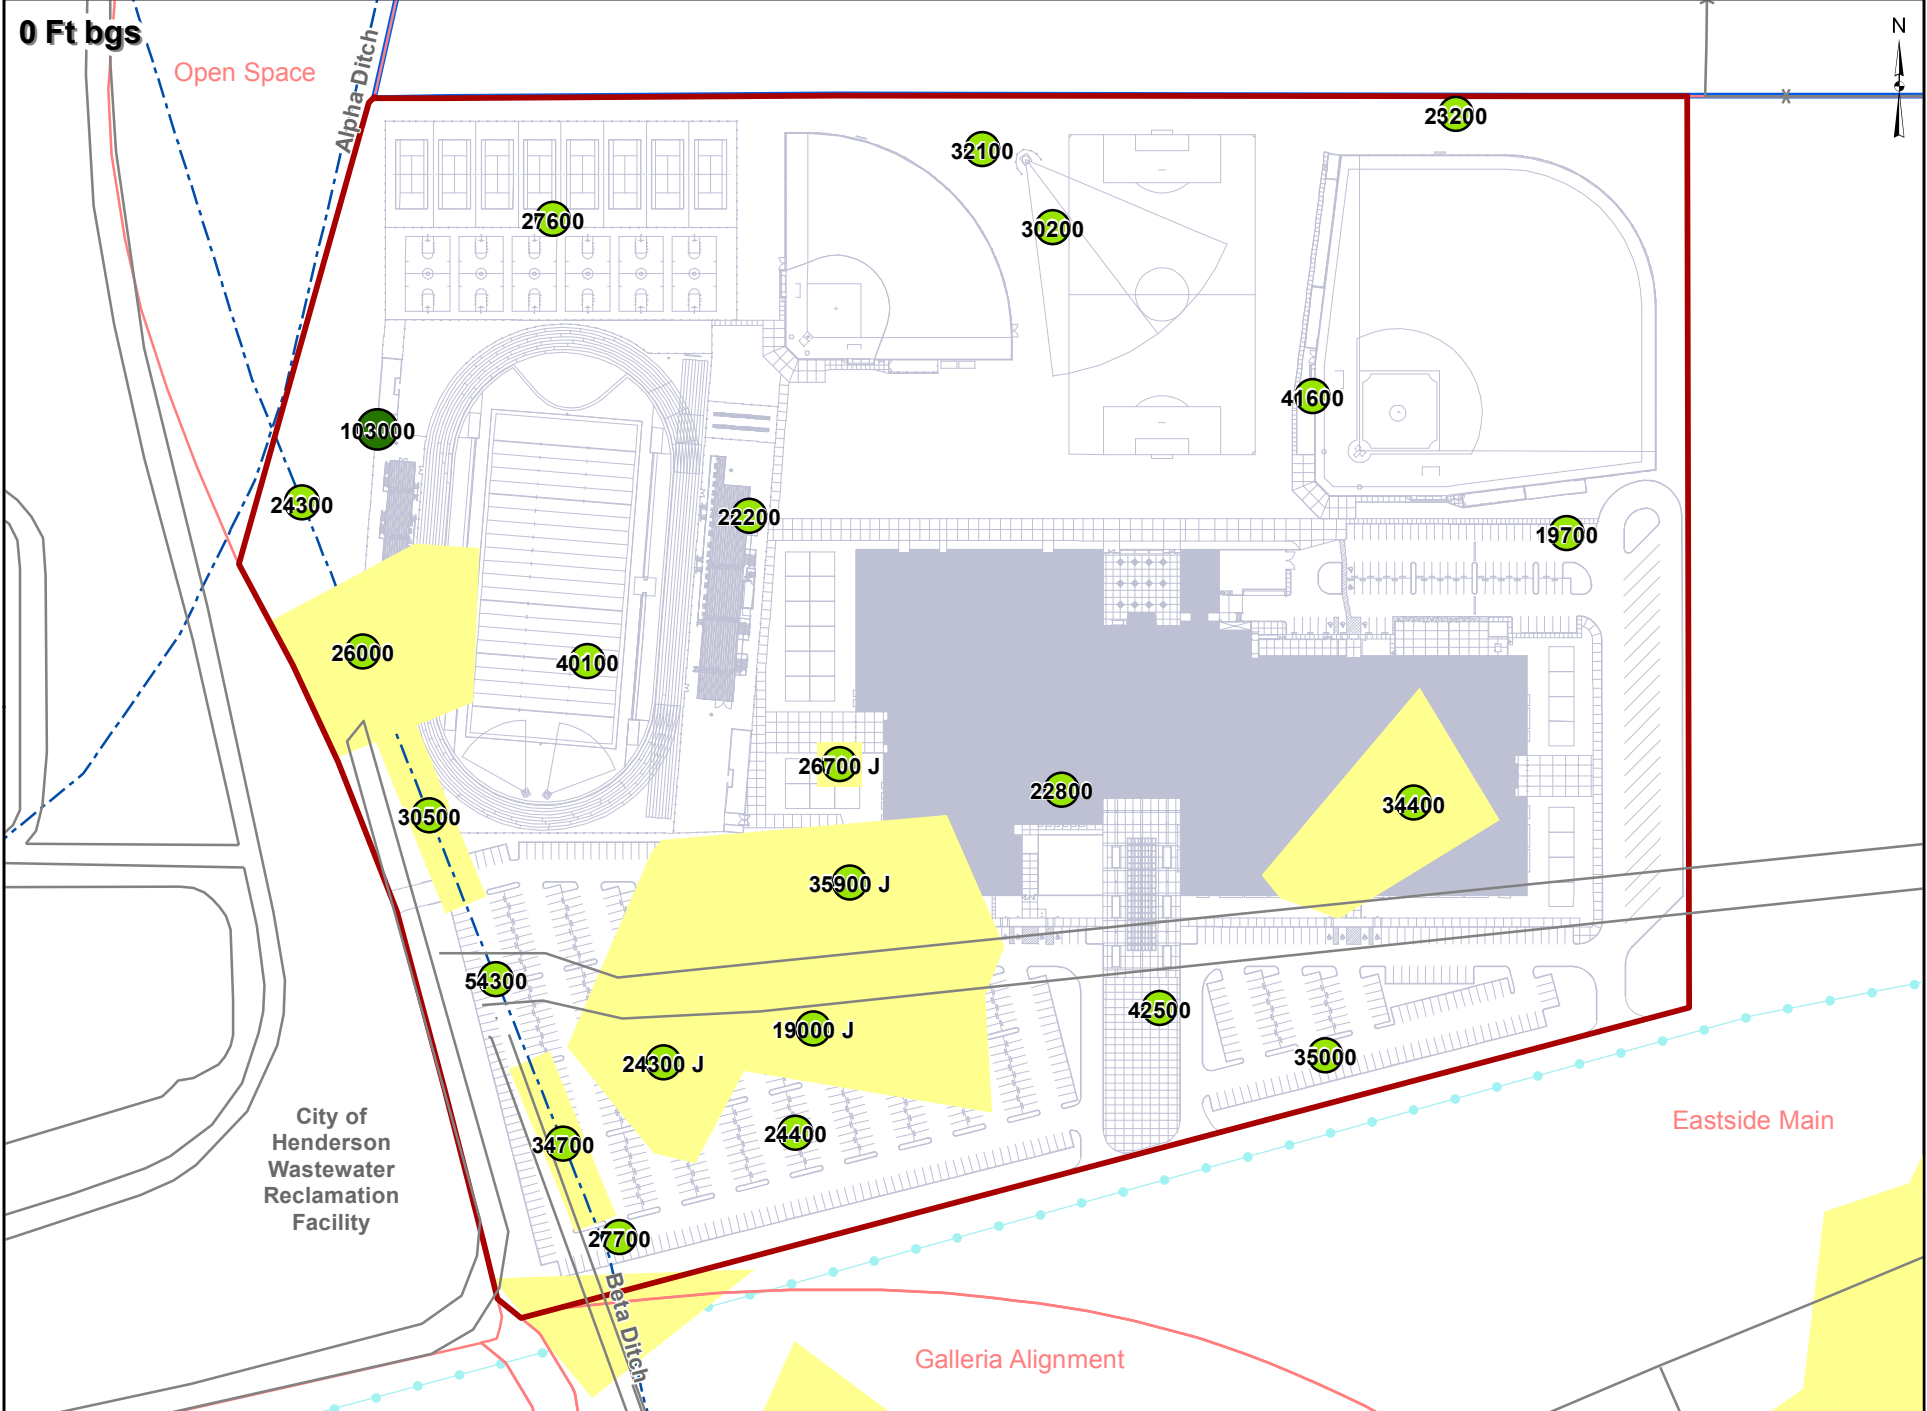 0 Ft bgs
N
Open Space
Alpha Ditch
23200
32100
27600
30200
41600
103000
24300
22200
19700
26000
40100
26700 J
22800
34400
30500
35900 J
54300
42500
19000 J
24300 J
35000
24400
34700
City of
Henderson
Wastewater
Reclamation
Facility
Eastside Main
27700
Beta Ditch
Galleria Alignment